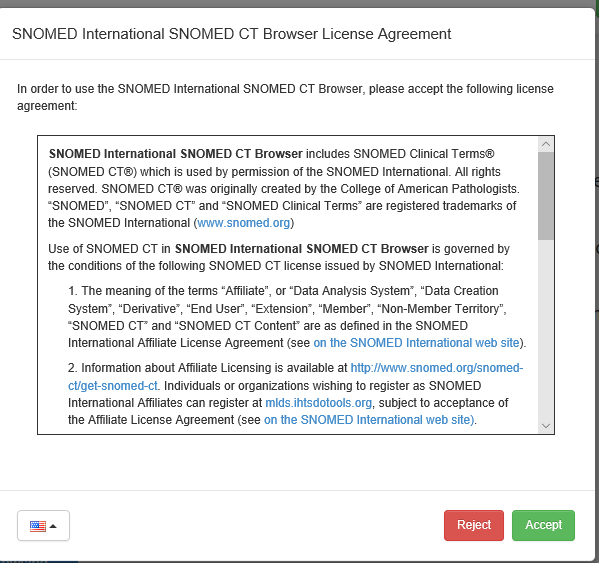 SNOMED International SNOMED CT Browser License Agreement
In order to use the SNOMED International SNOMED CT Browser, please accept the following license
agreement:
SNOMED International SNOMED CT Browser includes SNOMED Clinical Terms®
(SNOMED CT®) which is used by permission of the SNOMED International. All rights
reserved. SNOMED CT® was originally created by the College of American Pathologists.
“SNOMED”, “SNOMED CT” and “SNOMED Clinical Terms” are registered trademarks of
the SNOMED International (www.snomed.org)
Use of SNOMED CT in SNOMED International SNOMED CT Browser is governed by
the conditions of the following SNOMED CT license issued by SNOMED International:
1. The meaning of the terms “Affiliate”, or “Data Analysis System”, “Data Creation
System”, “Derivative”, “End User”, “Extension”, “Member”, “Non-Member Territory”,
“SNOMED CT” and “SNOMED CT Content” are as defined in the SNOMED
International Affiliate License Agreement (see on the SNOMED International web site).
2. Information about Affiliate Licensing is available at http://www.snomed.org/snomed-
ct/get-snomed-ct. Individuals or organizations wishing to register as SNOMED
International Affiliates can register at mlds.ihtsdotools.org, subject to acceptance of
the Affiliate License Agreement (see on the SNOMED International web site).
Reject Accept